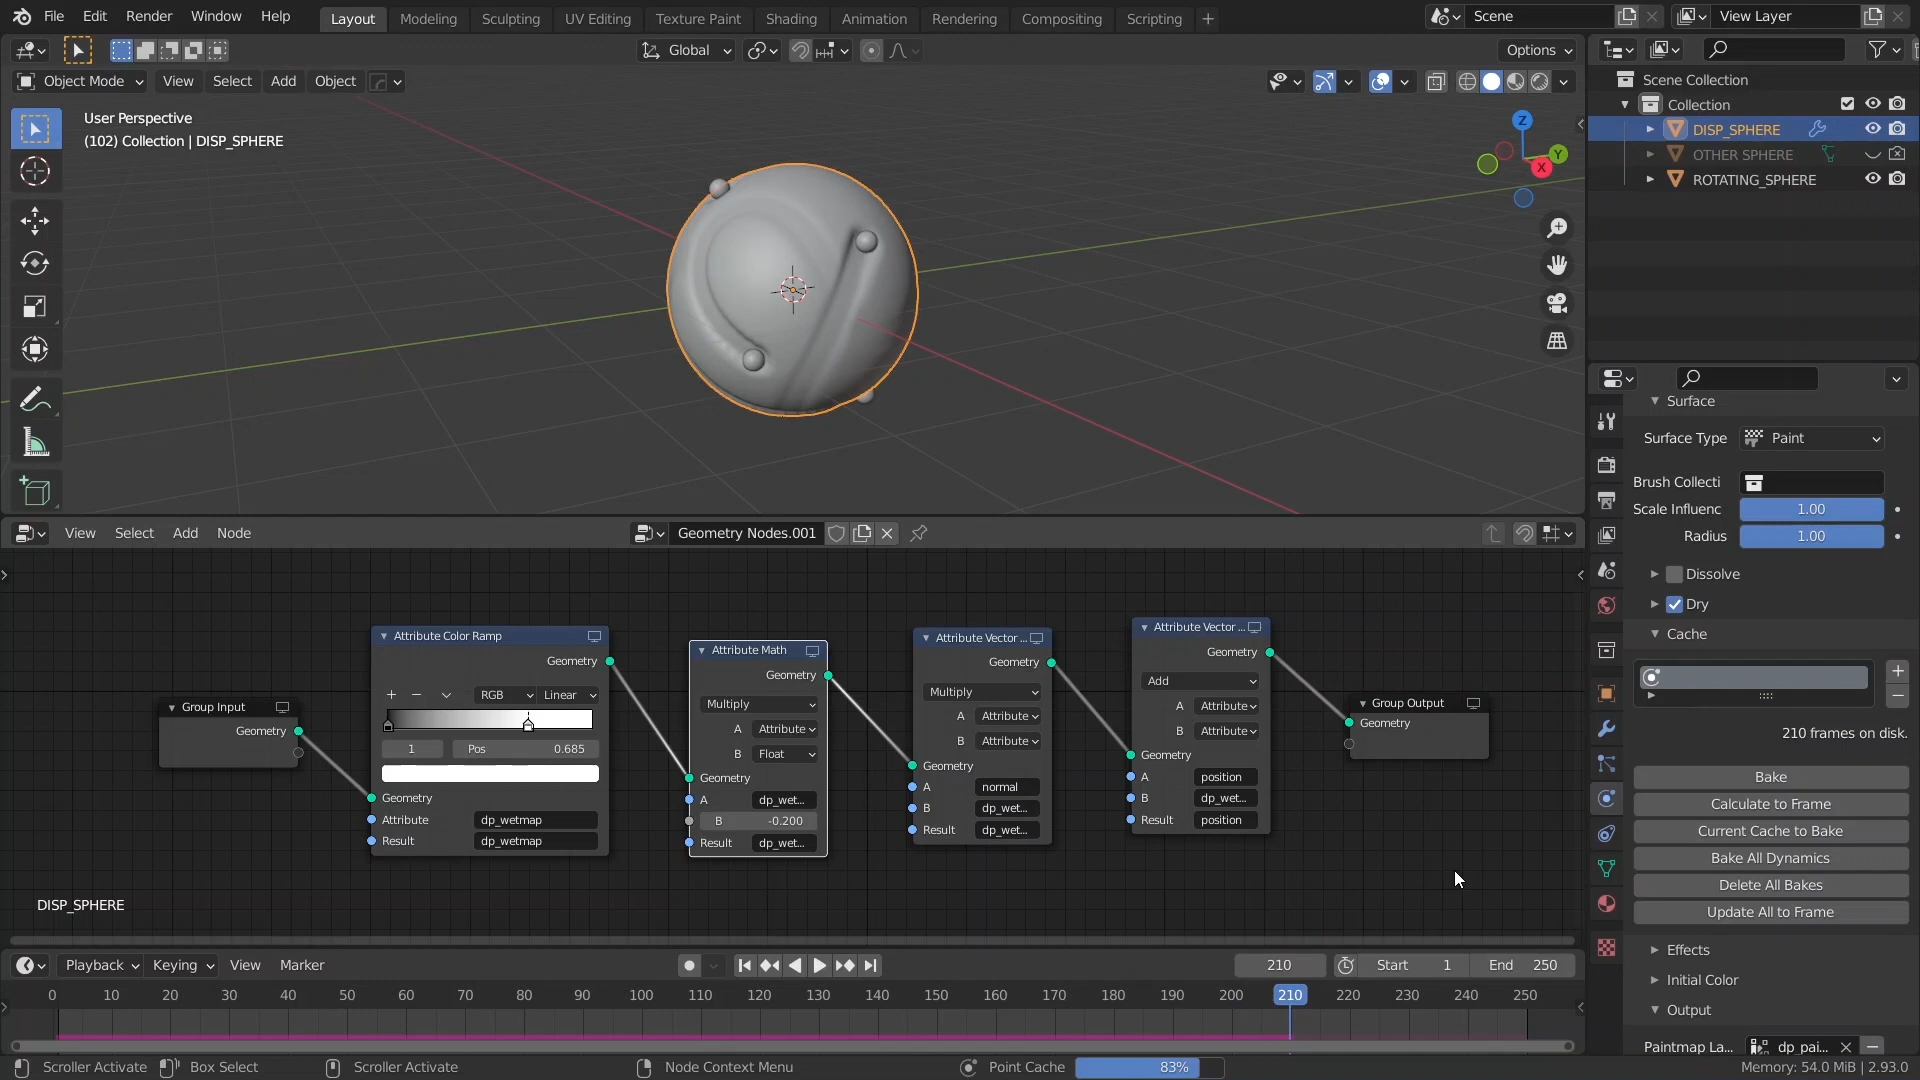 File Edit Render Window Help Layout Modeling Sculpting UV Editing Texture Paint Shading Animation Rendering Compositing Scripting + Scene View Layer
Global Options
Object Mode View Select Add Object
User Perspective
(102) Collection | DISP_SPHERE
Z
Y
X
Scene Collection
Collection
DISP_SPHERE
OTHER SPHERE
ROTATING_SPHERE
Surface
Surface Type Paint
Brush Collecti
Scale Influenc 1.00
Radius 1.00
Dissolve
Dry
Cache
210 frames on disk.
Bake
Calculate to Frame
Current Cache to Bake
Bake All Dynamics
Delete All Bakes
Update All to Frame
Effects
Initial Color
Output
Paintmap La... dp_pai...
View Select Add Node Geometry Nodes.001
Group Input
Geometry
Attribute Color Ramp
Geometry
RGB Linear
1 Pos 0.685
Geometry
Attribute dp_wetmap
Result dp_wetmap
Attribute Math
Geometry
Multiply
A Attribute
B Float
Geometry
A dp_wet...
B -0.200
Result dp_wet...
Attribute Vector ...
Geometry
Multiply
A Attribute
B Attribute
Geometry
A normal
B dp_wet...
Result dp_wet...
Attribute Vector ...
Geometry
Add
A Attribute
B Attribute
Geometry
A position
B dp_wet...
Result position
Group Output
Geometry
DISP_SPHERE
Playback Keying View Marker 210 Start 1 End 250
0 10 20 30 40 50 60 70 80 90 100 110 120 130 140 150 160 170 180 190 200 210 220 230 240 250
Scroller Activate Box Select Scroller Activate Node Context Menu Point Cache 83% Memory: 54.0 MiB | 2.93.0